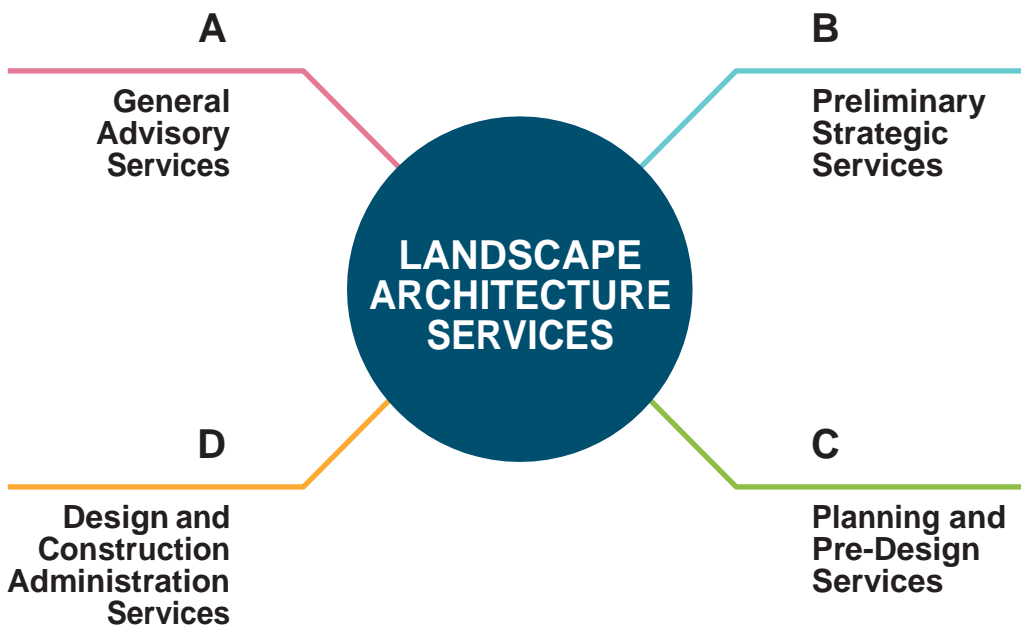 A
General
Advisory
Services
B
Preliminary
Strategic
Services
LANDSCAPE
ARCHITECTURE
SERVICES
D
Design and
Construction
Administration
Services
C
Planning and
Pre-Design
Services